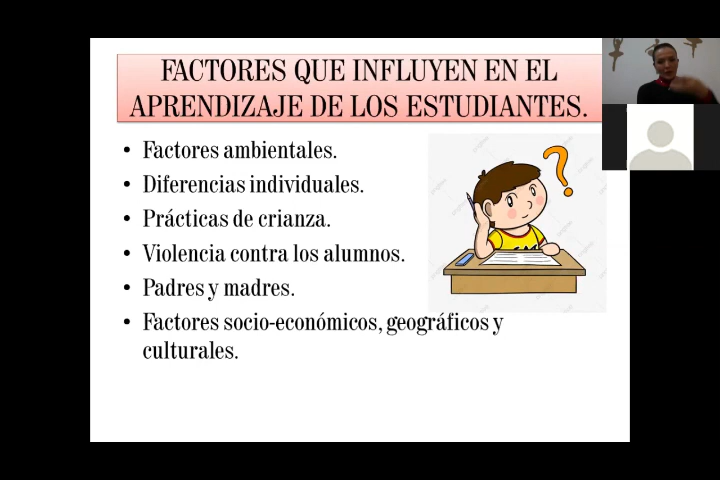 FACTORES QUE INFLUYEN EN EL
APRENDIZAJE DE LOS ESTUDIANTES.
• Factores ambientales.
• Diferencias individuales.
• Prácticas de crianza.
• Violencia contra los alumnos.
• Padres y madres.
• Factores socio-económicos, geográficos y
culturales.